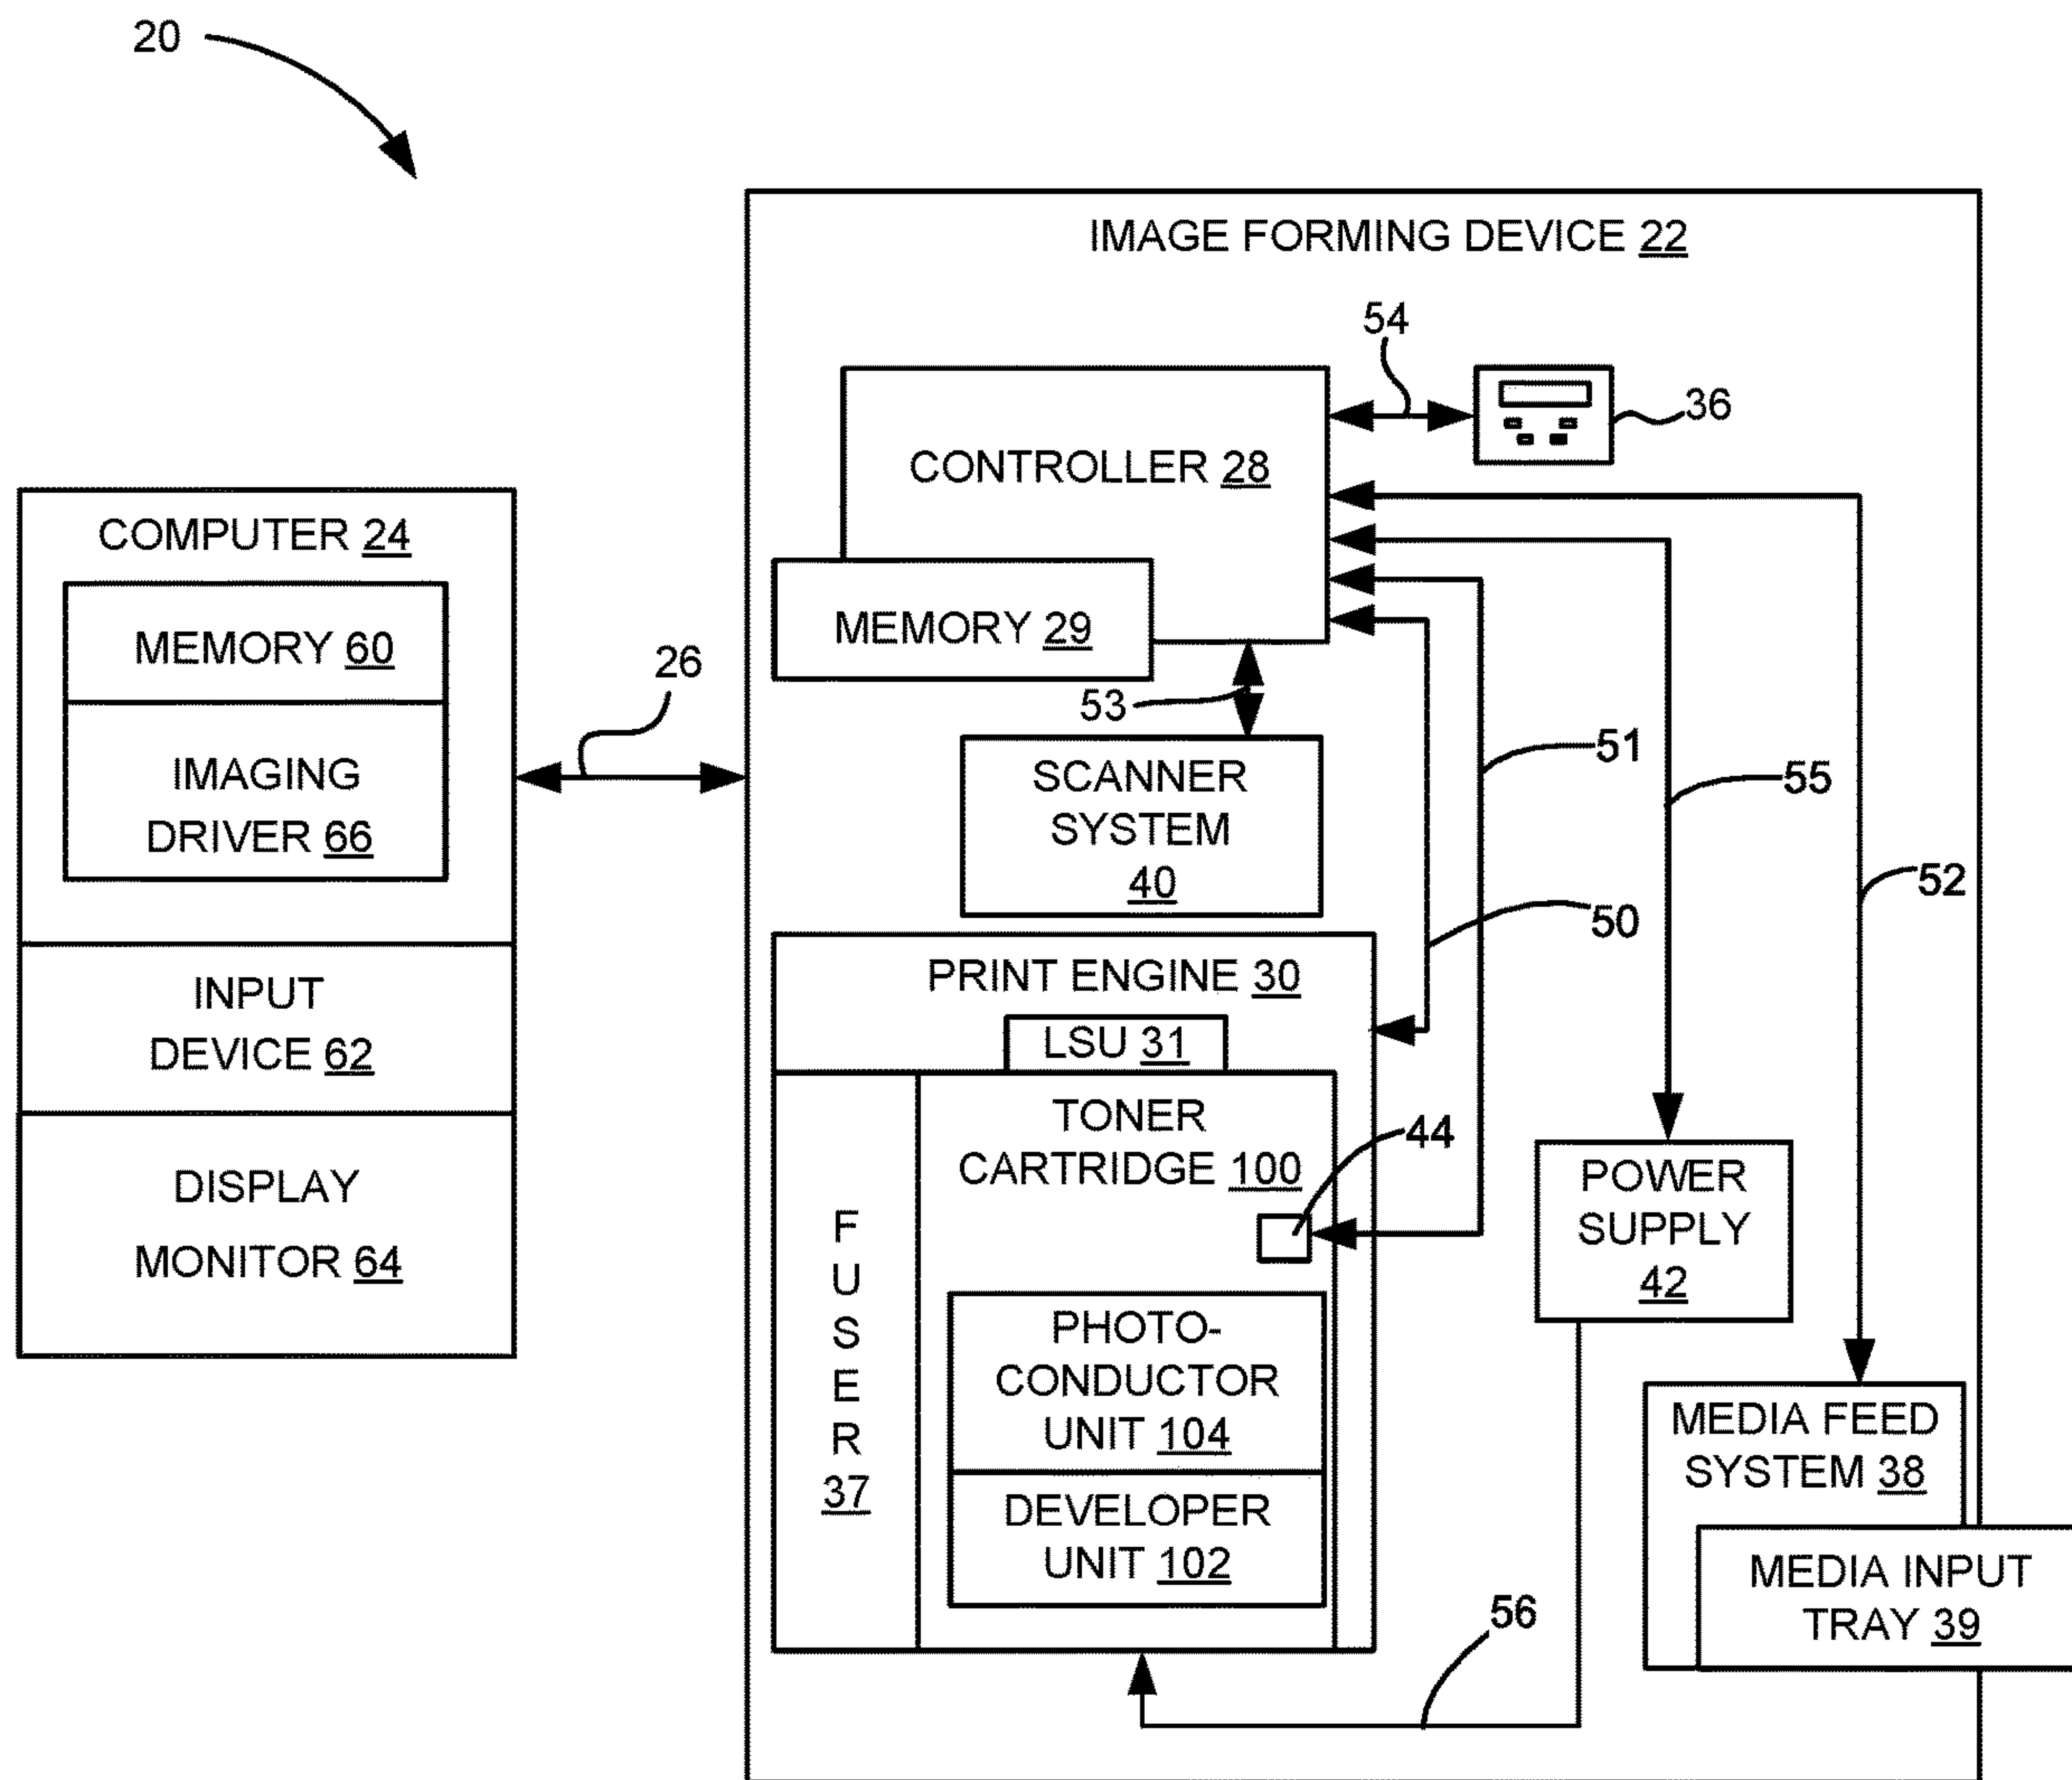 20
IMAGE FORMING DEVICE 22
54
36
CONTROLLER 28
COMPUTER 24
MEMORY 60
IMAGING
DRIVER 66
INPUT
DEVICE 62
DISPLAY
MONITOR 64
26
MEMORY 29
53
SCANNER
SYSTEM
40
51
55
52
50
PRINT ENGINE 30
LSU 31
TONER
CARTRIDGE 100
44
F
U
S
E
R
37
PHOTO-
CONDUCTOR
UNIT 104
DEVELOPER
UNIT 102
POWER
SUPPLY
42
MEDIA FEED
SYSTEM 38
MEDIA INPUT
TRAY 39
56